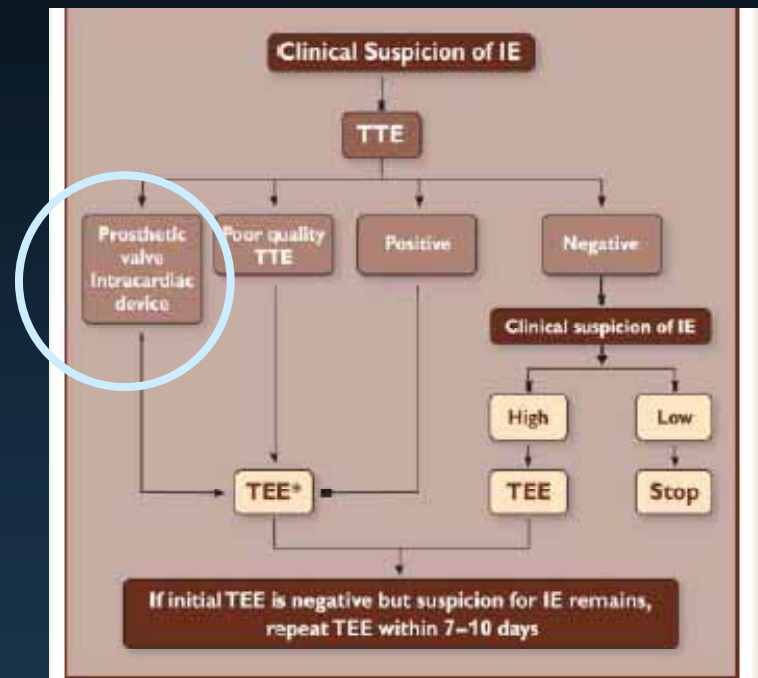 Clinical Suspicion of IE
TTE
Prosthetic
valve
Intracardiac
device
Poor quality
TTE
Positive
Negative
Clinical suspicion of IE
High
Low
TEE*
TEE
Stop
If initial TEE is negative but suspicion for IE remains,
repeat TEE within 7–10 days